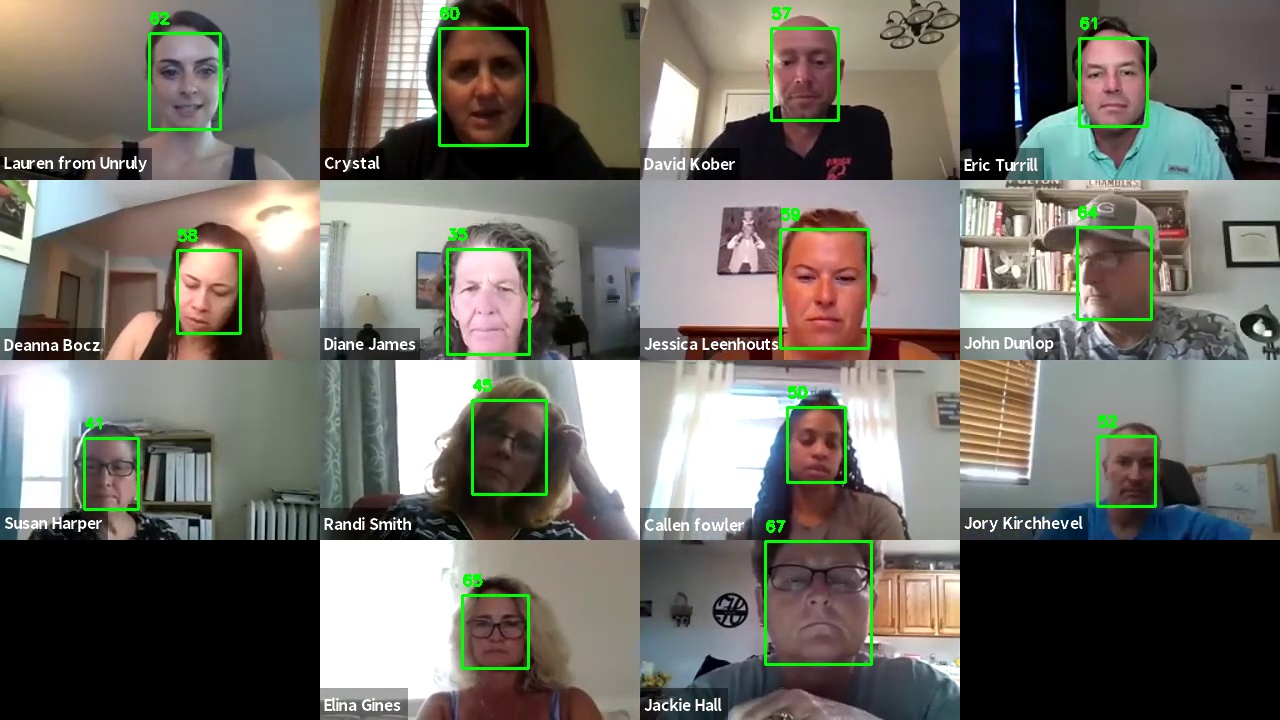 62
60
57
61
Lauren from Unruly
Crystal
David Kober
Eric Turrill
58
35
59
64
G
CHAMBERS
Deanna Bocz
Diane James
Jessica Leenhouts
John Dunlop
41
45
50
52
Susan Harper
Randi Smith
Callen fowler
Jory Kirchhevel
65
67
Elina Gines
Jackie Hall